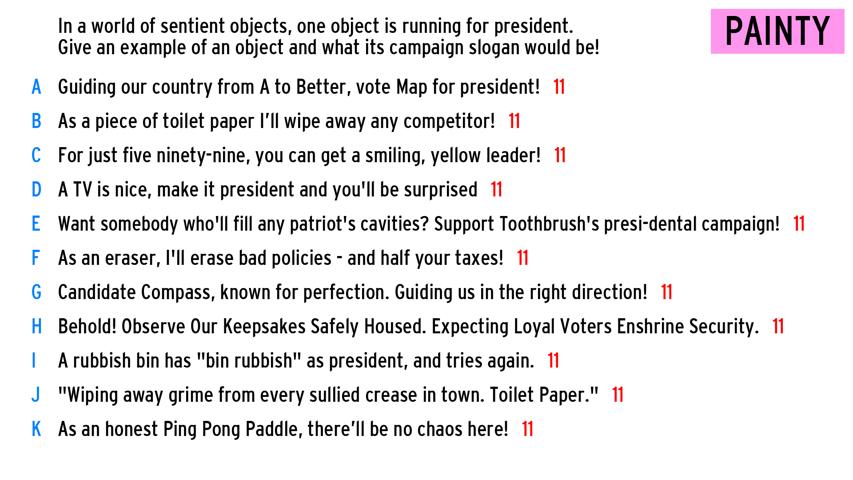 In a world of sentient objects, one object is running for president.
Give an example of an object and what its campaign slogan would be!
PAINTY
A Guiding our country from A to Better, vote Map for president! 11
B As a piece of toilet paper I'll wipe away any competitor! 11
C For just five ninety-nine, you can get a smiling, yellow leader! 11
D A TV is nice, make it president and you'll be surprised 11
E Want somebody who'll fill any patriot's cavities? Support Toothbrush's presi-dental campaign! 11
F As an eraser, I'll erase bad policies - and half your taxes! 11
G Candidate Compass, known for perfection. Guiding us in the right direction! 11
H Behold! Observe Our Keepsakes Safely Housed. Expecting Loyal Voters Enshrine Security. 11
I A rubbish bin has "bin rubbish" as president, and tries again. 11
J "Wiping away grime from every sullied crease in town. Toilet Paper." 11
K As an honest Ping Pong Paddle, there'll be no chaos here! 11